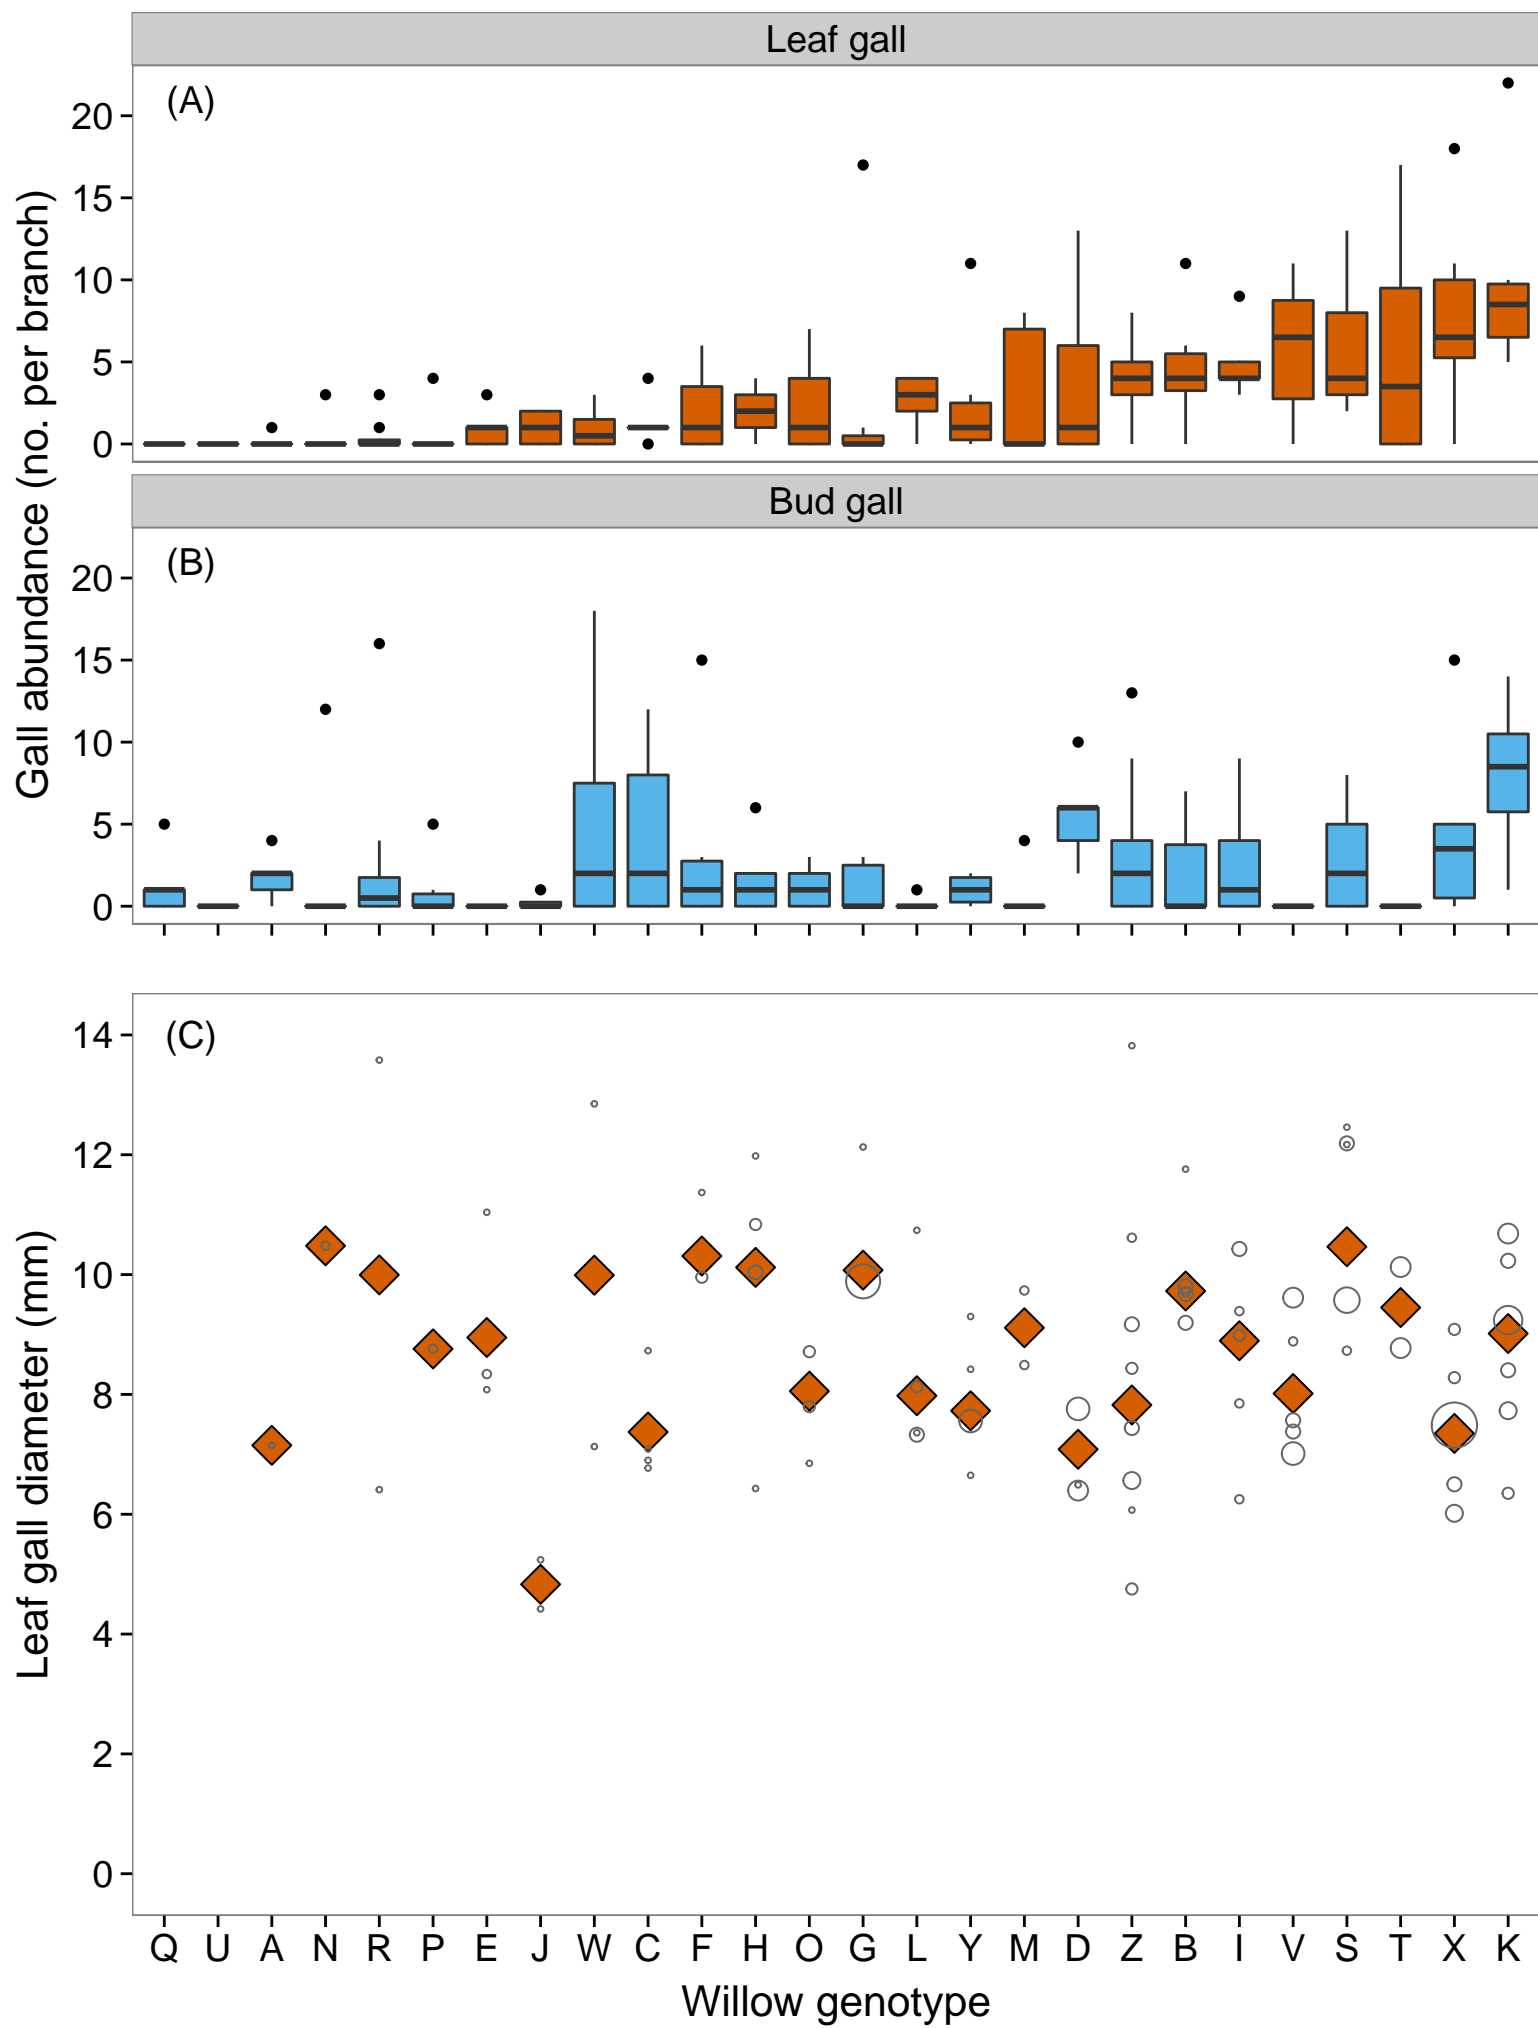 Leaf gall
(A)
20
15
10
5
0
Gall abundance (no. per branch)
Bud gall
(B)
20
15
10
5
0
(C)
14
12
10
8
6
4
2
0
Leaf gall diameter (mm)
Q U A N R P E J W C F H O G L Y M D Z B I V S T X K
Willow genotype